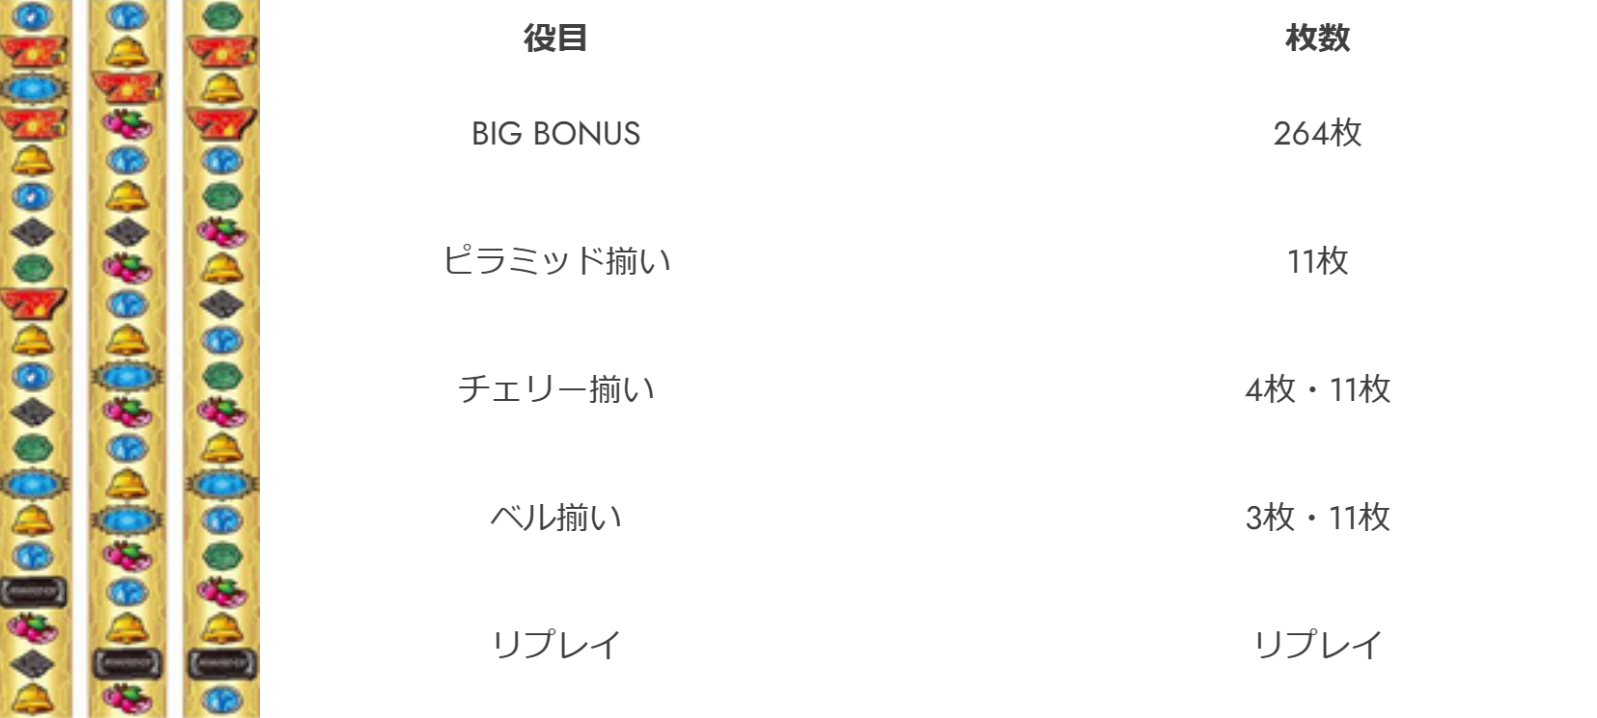 役目 枚数
BIG BONUS 264枚
ピラミッド揃い 11枚
チェリー揃い 4枚・11枚
ベル揃い 3枚・11枚
リプレイ リプレイ